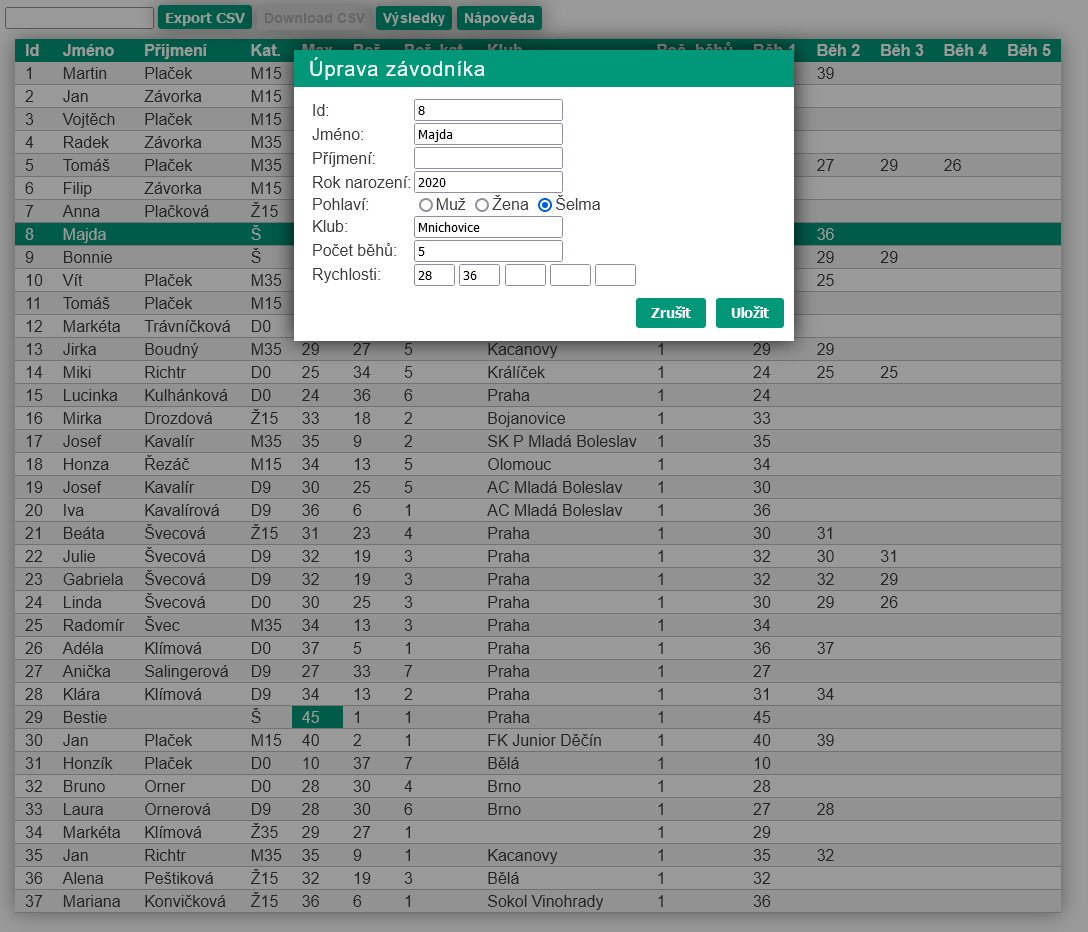 Export CSV Download CSV Výsledky Nápověda
Id Jméno Příjmení Kat. Max Poř. Poř. kat. Klub Poč. běhů Běh 1 Běh 2 Běh 3 Běh 4 Běh 5
Úprava závodníka
Id: 8
Jméno: Majda
Příjmení:
Rok narození: 2020
Pohlaví: Muž Žena Šelma
Klub: Mnichovice
Počet běhů: 5
Rychlosti: 28 36
Zrušit Uložit
1 Martin Plaček M15 39
2 Jan Závorka M15
3 Vojtěch Plaček M15
4 Radek Závorka M35
5 Tomáš Plaček M35 27 29 26
6 Filip Závorka M15
7 Anna Plačková Ž15
8 Majda Š 36
9 Bonnie Š 29 29
10 Vít Plaček M35 25
11 Tomáš Plaček M15
12 Markéta Trávníčková D0
13 Jirka Boudný M35 29 27 5 Kacanovy 1 29 29
14 Miki Richtr D0 25 34 5 Králíček 1 24 25 25
15 Lucinka Kulhánková D0 24 36 6 Praha 1 24
16 Mirka Drozdová Ž15 33 18 2 Bojanovice 1 33
17 Josef Kavalír M35 35 9 2 SK P Mladá Boleslav 1 35
18 Honza Řezáč M15 34 13 5 Olomouc 1 34
19 Josef Kavalír D9 30 25 5 AC Mladá Boleslav 1 30
20 Iva Kavalírová D9 36 6 1 AC Mladá Boleslav 1 36
21 Beáta Švecová Ž15 31 23 4 Praha 1 30 31
22 Julie Švecová D9 32 19 3 Praha 1 32 30 31
23 Gabriela Švecová D9 32 19 3 Praha 1 32 32 29
24 Linda Švecová D0 30 25 3 Praha 1 30 29 26
25 Radomír Švec M35 34 13 3 Praha 1 34
26 Adéla Klímová D0 37 5 1 Praha 1 36 37
27 Anička Salingerová D9 27 33 7 Praha 1 27
28 Klára Klímová D9 34 13 2 Praha 1 31 34
29 Bestie Š 45 1 1 Praha 1 45
30 Jan Plaček M15 40 2 1 FK Junior Děčín 1 40 39
31 Honzík Plaček D0 10 37 7 Bělá 1 10
32 Bruno Orner D0 28 30 4 Brno 1 28
33 Laura Ornerová D9 28 30 6 Brno 1 27 28
34 Markéta Klímová Ž35 29 27 1 1 29
35 Jan Richtr M35 35 9 1 Kacanovy 1 35 32
36 Alena Peštiková Ž15 32 19 3 Bělá 1 32
37 Mariana Konvičková Ž15 36 6 1 Sokol Vinohrady 1 36